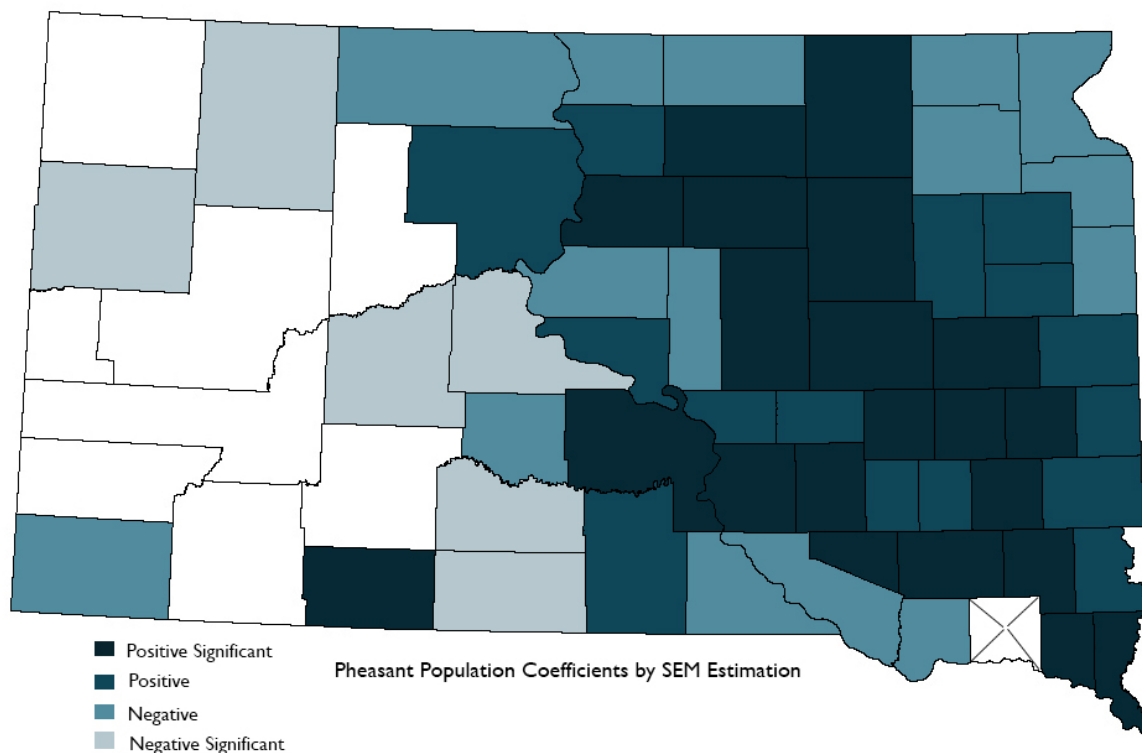 Positive Significant
Pheasant Population Coefficients by SEM Estimation
Positive
Negative
Negative Significant